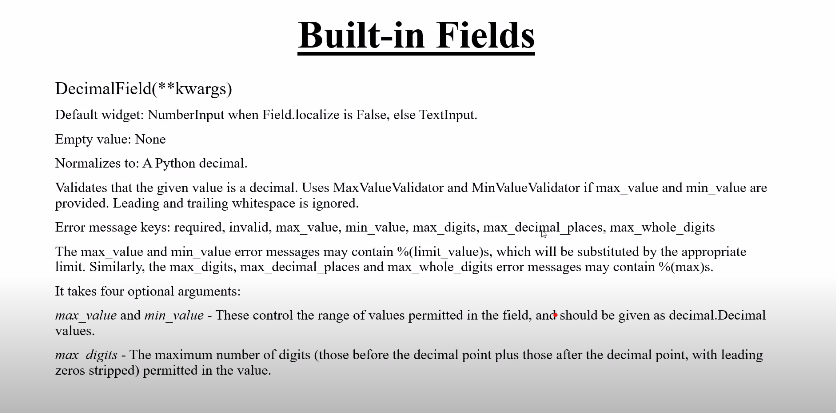 Built-in Fields
DecimalField(**kwargs)
Default widget: NumberInput when Field.localize is False, else TextInput.
Empty value: None
Normalizes to: A Python decimal.
Validates that the given value is a decimal. Uses MaxValueValidator and MinValueValidator if max_value and min_value are
provided. Leading and trailing whitespace is ignored.
Error message keys: required, invalid, max_value, min_value, max_digits, max_decimal_places, max_whole_digits
The max_value and min_value error messages may contain %(limit_value)s, which will be substituted by the appropriate
limit. Similarly, the max_digits, max_decimal_places and max_whole_digits error messages may contain %(max)s.
It takes four optional arguments:
max_value and min_value - These control the range of values permitted in the field, and should be given as decimal.Decimal
values.
max_digits - The maximum number of digits (those before the decimal point plus those after the decimal point, with leading
zeros stripped) permitted in the value.